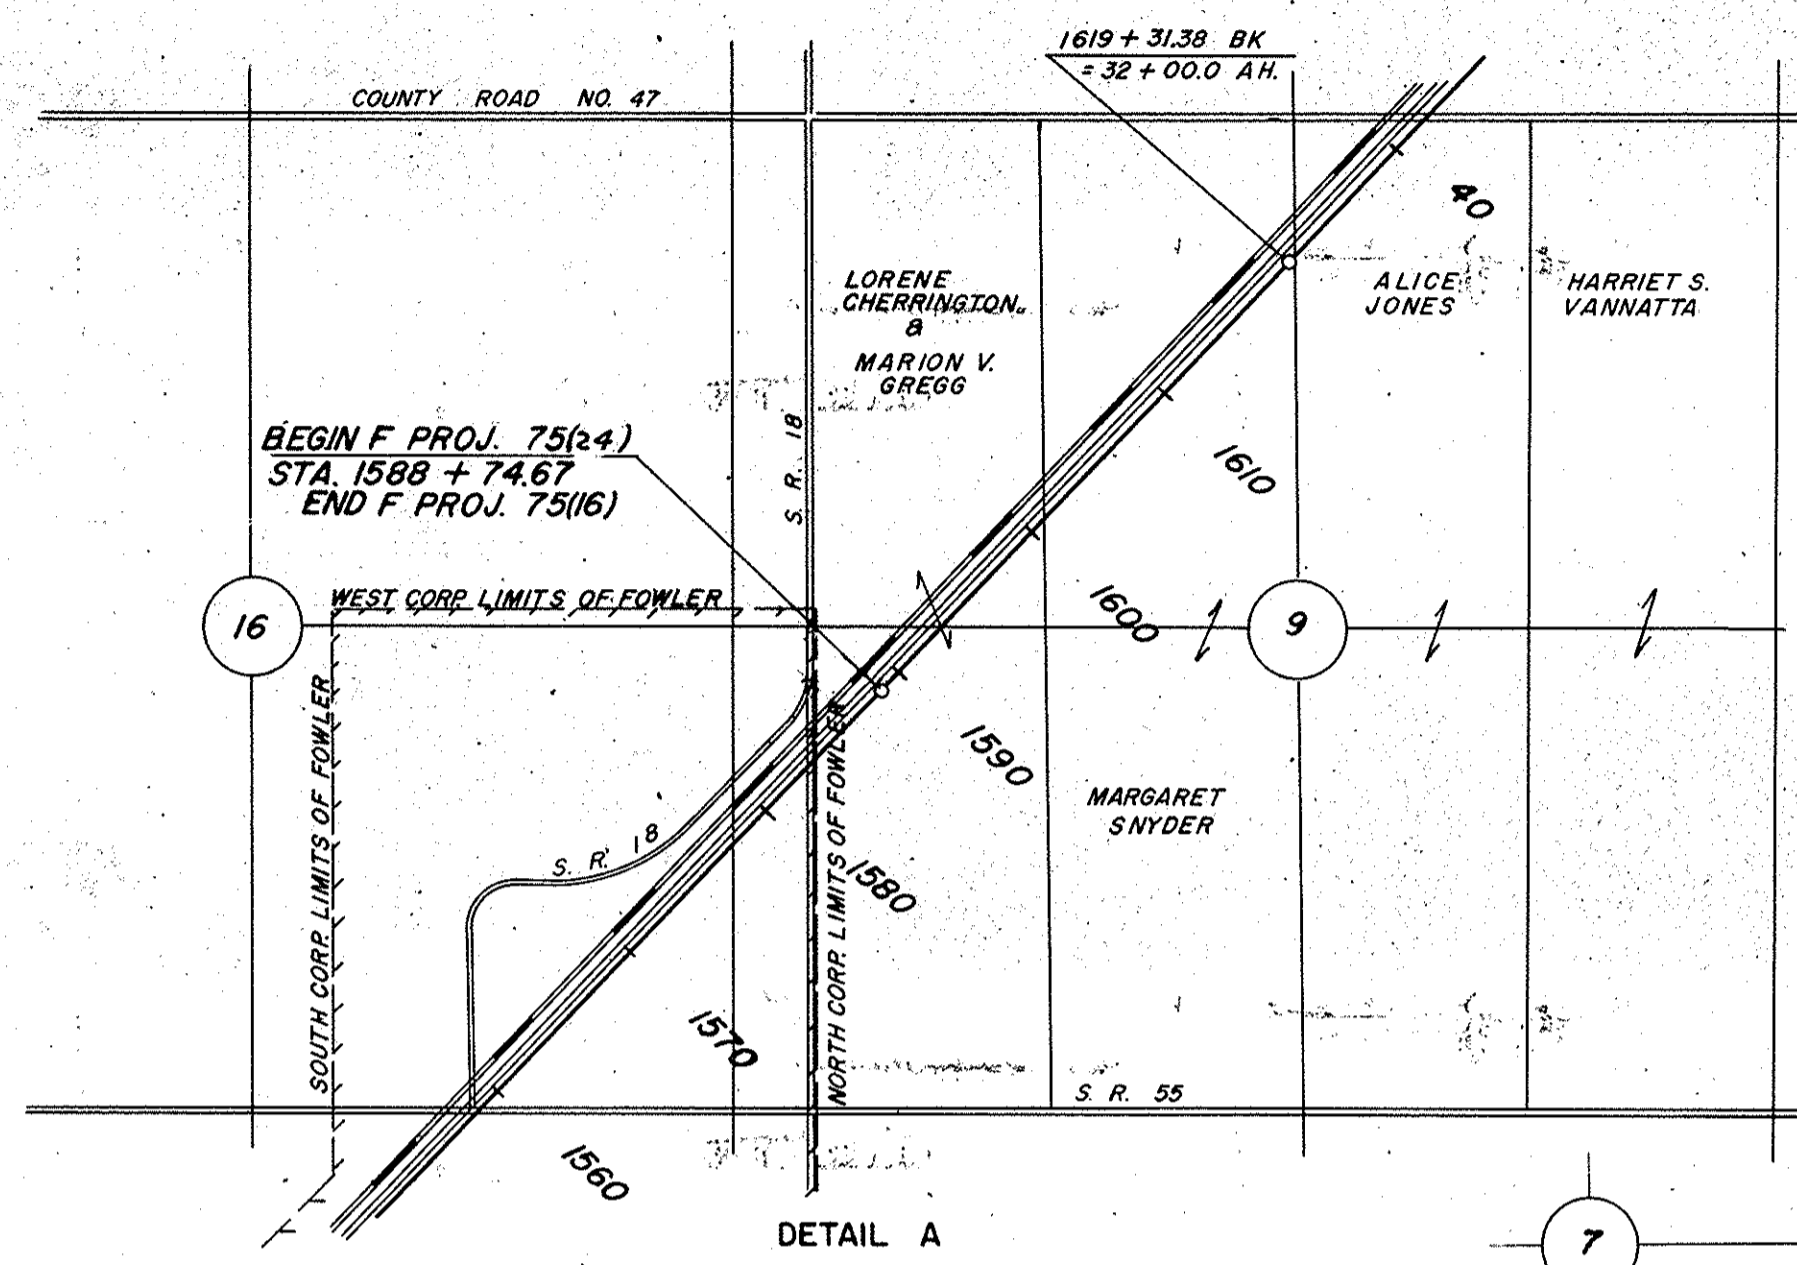 1619 + 31.38 BK
= 32 + 00.0 AH.
COUNTY ROAD NO. 47
40
LORENE
CHERRINGTON
&
MARION V.
GREGG
ALICE
JONES
HARRIET S.
VANNATTA
S. R. 18
BEGIN F PROJ. 75(24)
STA. 1588 + 74.67
END F PROJ. 75(16)
1610
WEST CORP. LIMITS OF FOWLER
1600
16
9
SOUTH CORP. LIMITS OF FOWLER
NORTH CORP. LIMITS OF FOWLER
1590
MARGARET
SNYDER
S. R. 18
1580
1570
S. R. 55
1560
DETAIL A
7